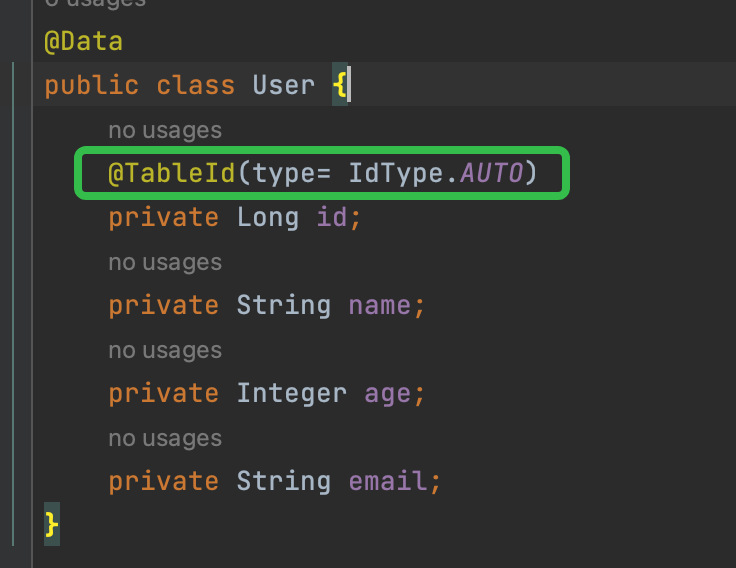 0 usages
@Data
public class User {
no usages
@TableId(type= IdType.AUTO)
private Long id;
no usages
private String name;
no usages
private Integer age;
no usages
private String email;
}